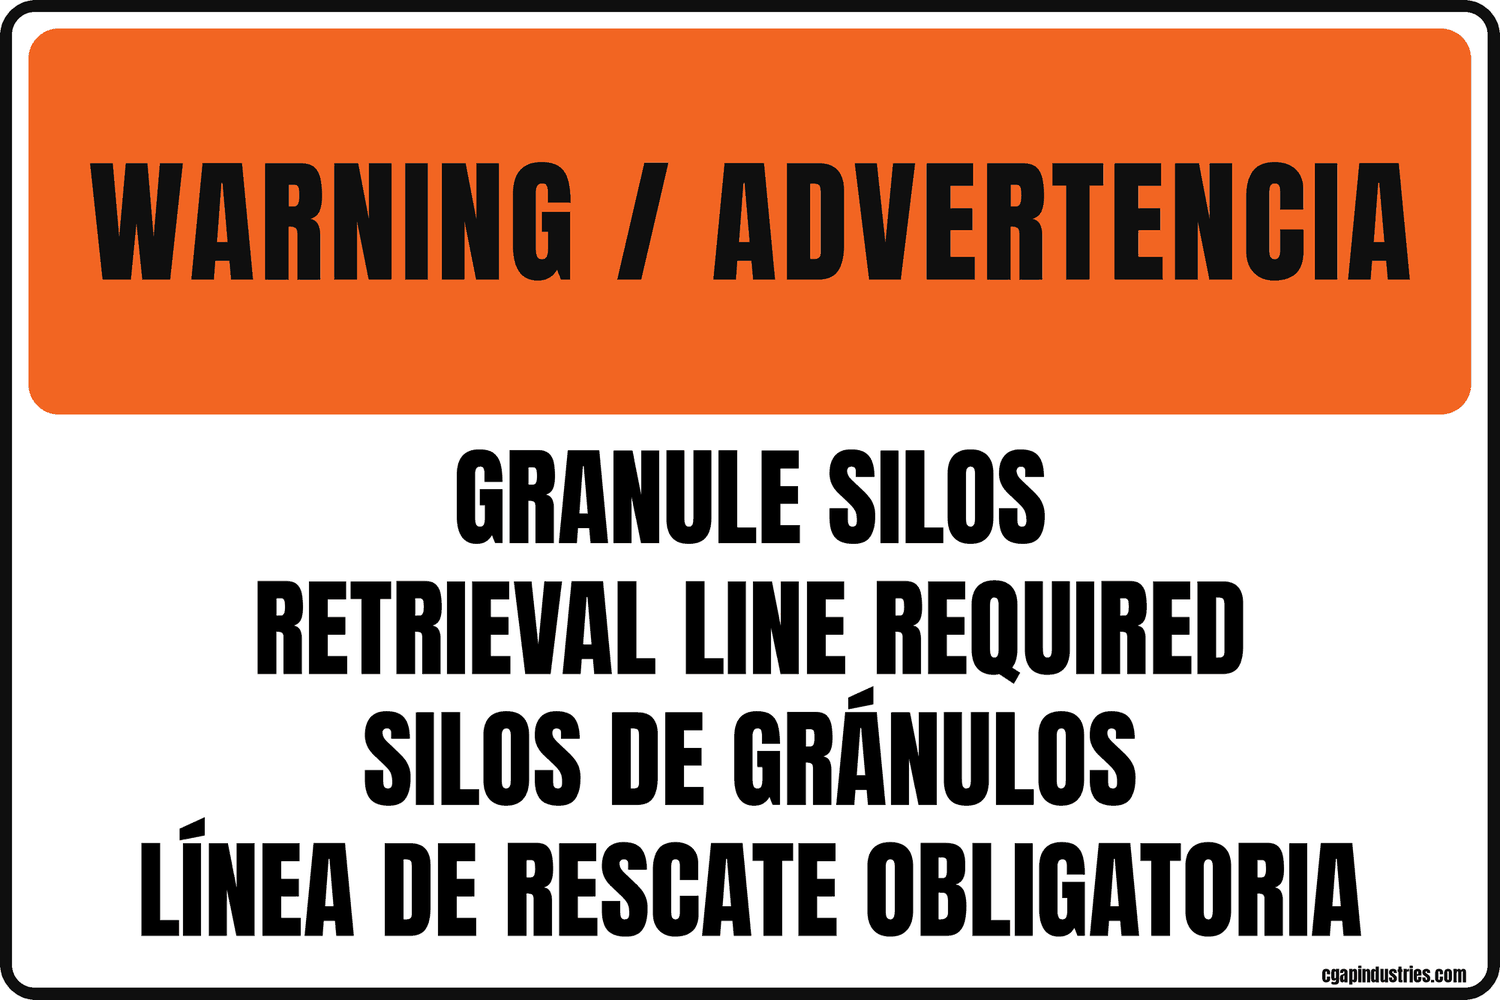 WARNING / ADVERTENCIA
GRANULE SILOS
RETRIEVAL LINE REQUIRED
SILOS DE GRÁNULOS
LÍNEA DE RESCATE OBLIGATORIA
cgapindustries.com